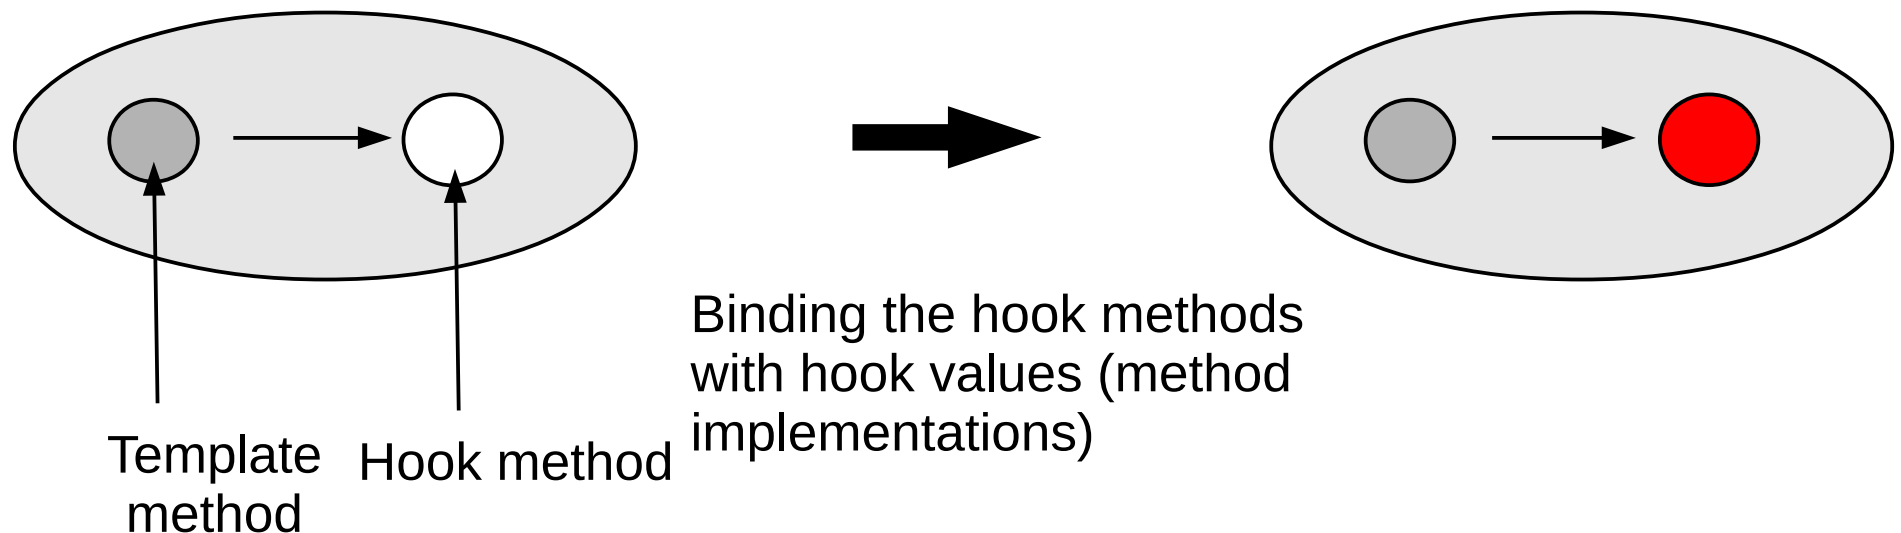 Binding the hook methods
with hook values (method
implementations)
Template
method
Hook method